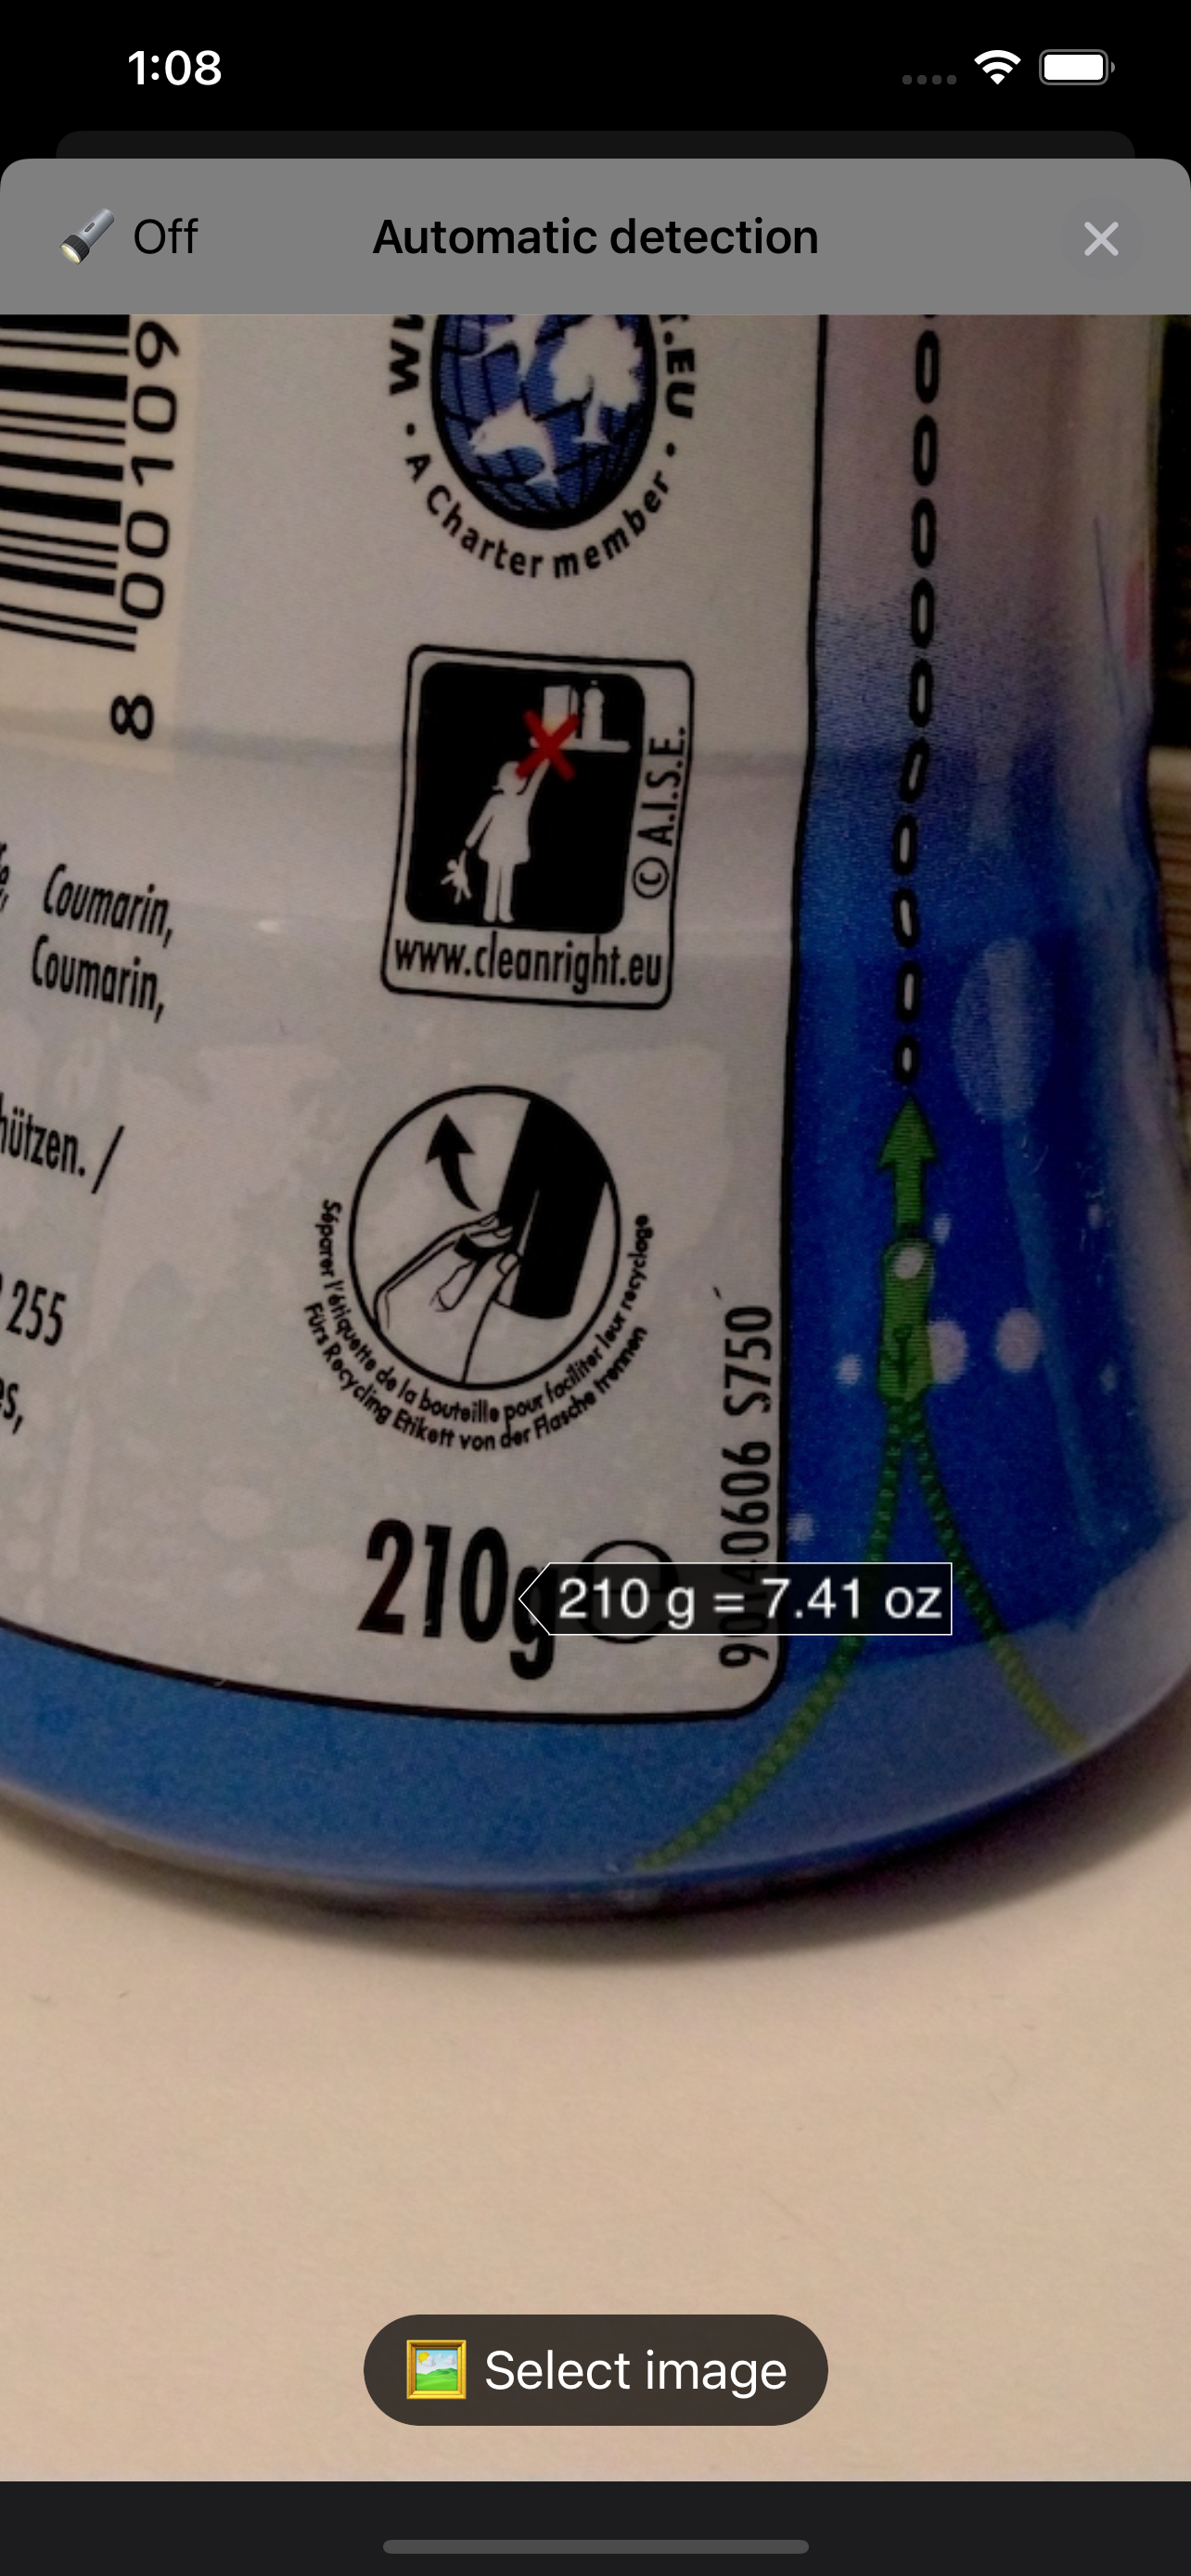 1:08
Off
Automatic detection
8 00109
A Charter member
.EU
© A.I.S.E.
www.cleanright.eu
Coumarin,
Coumarin,
hützen. /
255
es,
Séparer l'étiquette de la bouteille pour faciliter leur recyclage
Fürs Recycling Etikett von der Flasche trennen
S750
210g
210 g = 7.41 oz
Select image